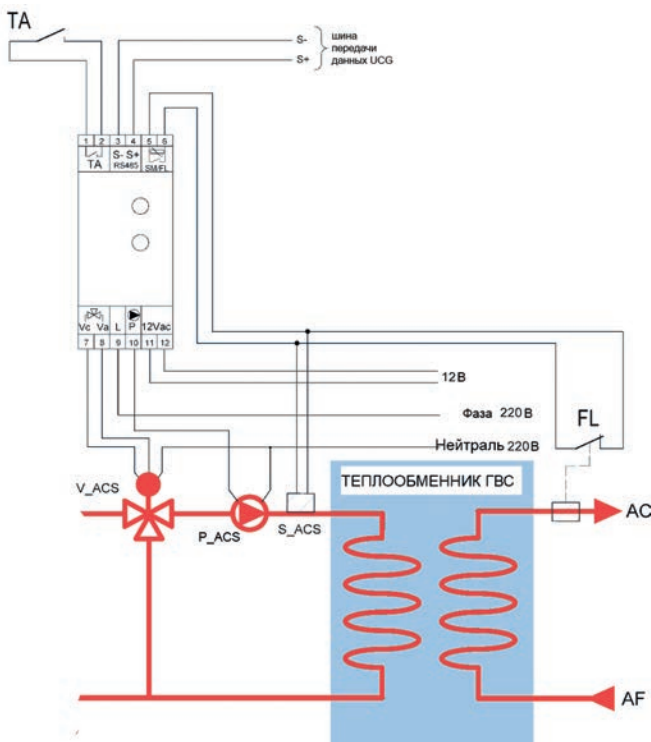 TA
S-
S+
шина
передачи
данных UCG
1 2 3 4 5 6
TA
S- S+
RS485
SM/FL
Vc Va L P 12Vac
7 8 9 10 11 12
12В
Фаза 220 В
Нейтраль 220В
FL
V_ACS
P_ACS
S_ACS
ТЕПЛООБМЕННИК ГВС
AC
AF